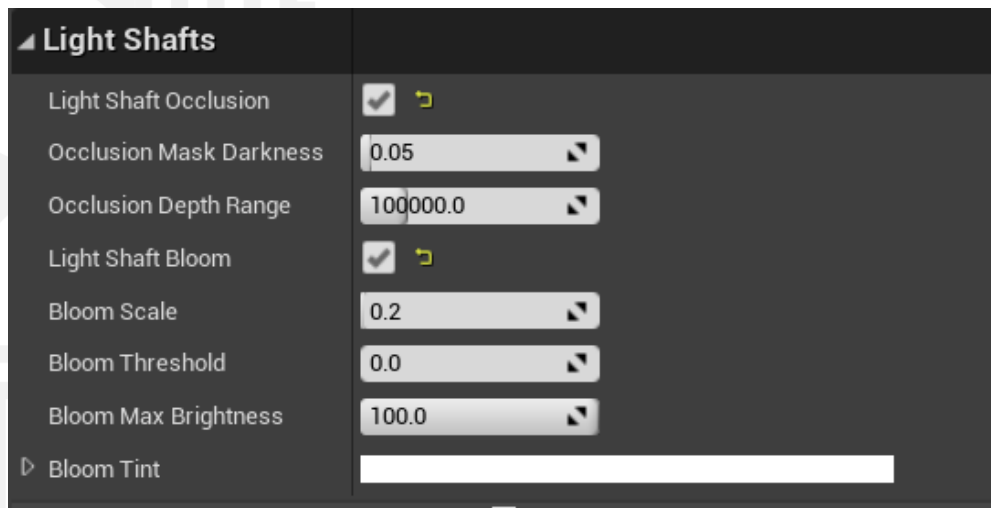 Light Shafts
Light Shaft Occlusion
Occlusion Mask Darkness 0.05
Occlusion Depth Range 100000.0
Light Shaft Bloom
Bloom Scale 0.2
Bloom Threshold 0.0
Bloom Max Brightness 100.0
Bloom Tint